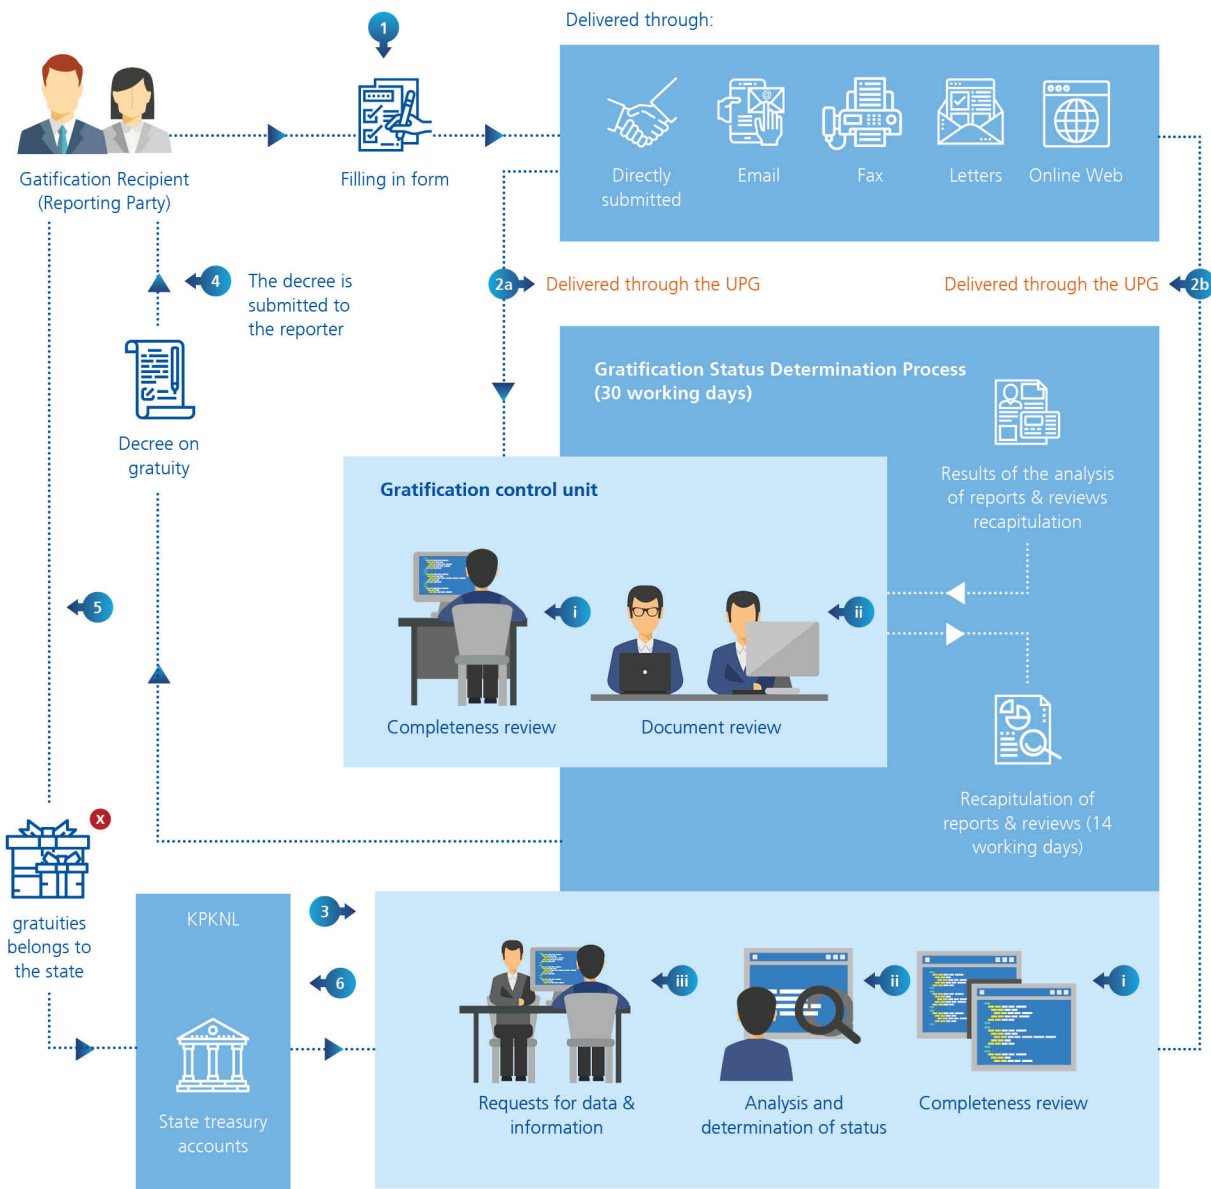 1
Delivered through:
Gatification Recipient
(Reporting Party)
Filling in form
Directly
submitted
Email
Fax
Letters
Online Web
4
The decree is
submitted to
the reporter
2a
Delivered through the UPG
Delivered through the UPG
2b
Decree on
gratuity
Gratification Status Determination Process
(30 working days)
Results of the analysis
of reports & reviews
recapitulation
Gratification control unit
i
ii
Completeness review
Document review
5
Recapitulation of
reports & reviews (14
working days)
x
gratuities
belongs to
the state
KPKNL
3
6
State treasury
accounts
iii
ii
i
Requests for data &
information
Analysis and
determination of status
Completeness review